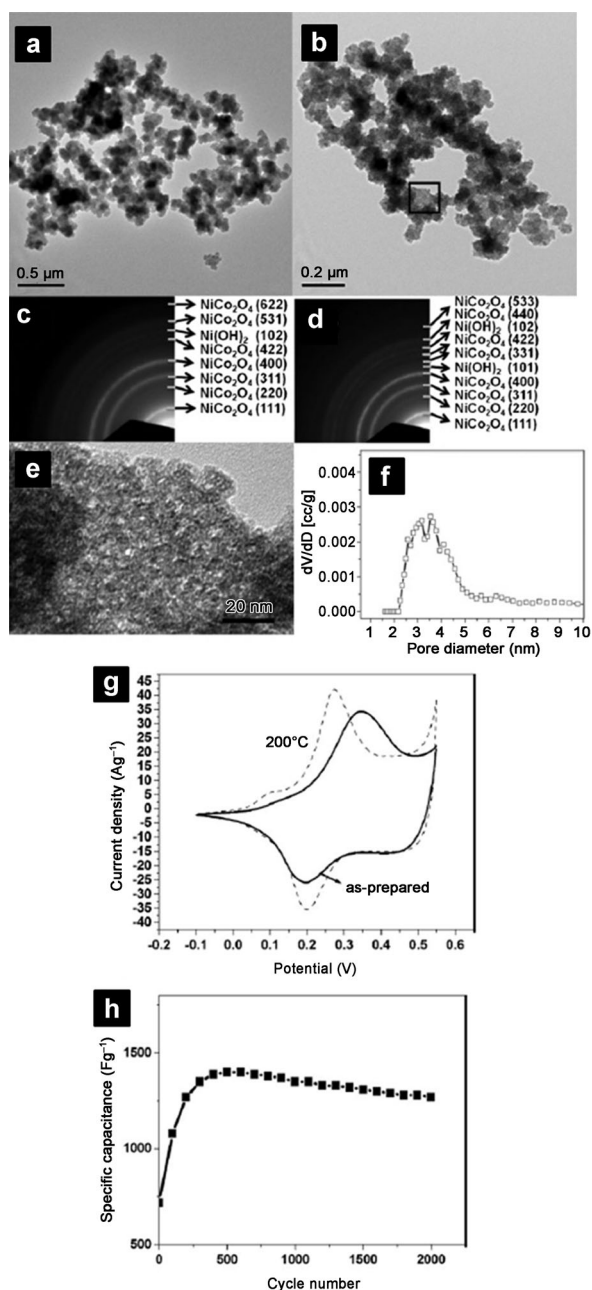 a
b
0.5 µm
0.2 µm
c
NiCo₂O₄ (622)
NiCo₂O₄ (531)
Ni(OH)₂ (102)
NiCo₂O₄ (422)
NiCo₂O₄ (400)
NiCo₂O₄ (311)
NiCo₂O₄ (220)
NiCo₂O₄ (111)
d
NiCo₂O₄ (533)
NiCo₂O₄ (440)
Ni(OH)₂ (102)
NiCo₂O₄ (422)
NiCo₂O₄ (331)
Ni(OH)₂ (101)
NiCo₂O₄ (400)
NiCo₂O₄ (311)
NiCo₂O₄ (220)
NiCo₂O₄ (111)
e
20 nm
f
dV/dD [cc/g]
0.004
0.003
0.002
0.001
0.000
1 2 3 4 5 6 7 8 9 10
Pore diameter (nm)
g
Current density (Ag⁻¹)
45
40
35
30
25
20
15
10
5
0
-5
-10
-15
-20
-25
-30
-35
-40
200°C
as-prepared
-0.2 -0.1 0.0 0.1 0.2 0.3 0.4 0.5 0.6
Potential (V)
h
Specific capacitance (Fg⁻¹)
1500
1000
500
0 500 1000 1500 2000
Cycle number